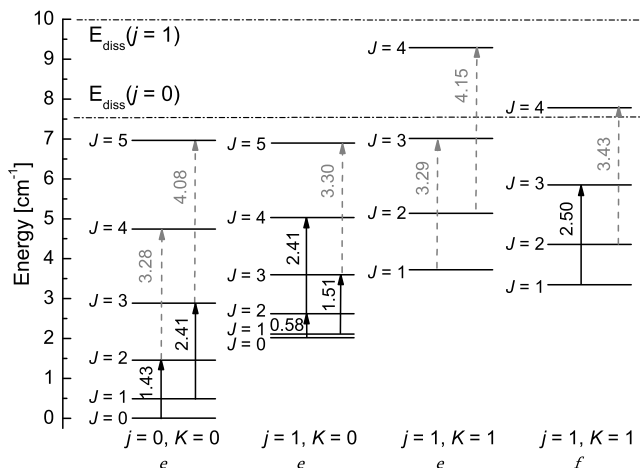 10
9
8
7
6
5
4
3
2
1
0
Energy [cm⁻¹]
E_diss(j = 1)
E_diss(j = 0)
J = 5
J = 4
J = 3
J = 2
J = 1
J = 0
3.28
4.08
1.43
2.41
J = 5
J = 4
J = 3
J = 2
J = 1
J = 0
3.30
2.41
0.58
1.51
J = 4
J = 3
J = 2
J = 1
4.15
3.29
J = 4
J = 3
J = 2
J = 1
3.43
2.50
j = 0, K = 0
e
j = 1, K = 0
e
j = 1, K = 1
e
j = 1, K = 1
f